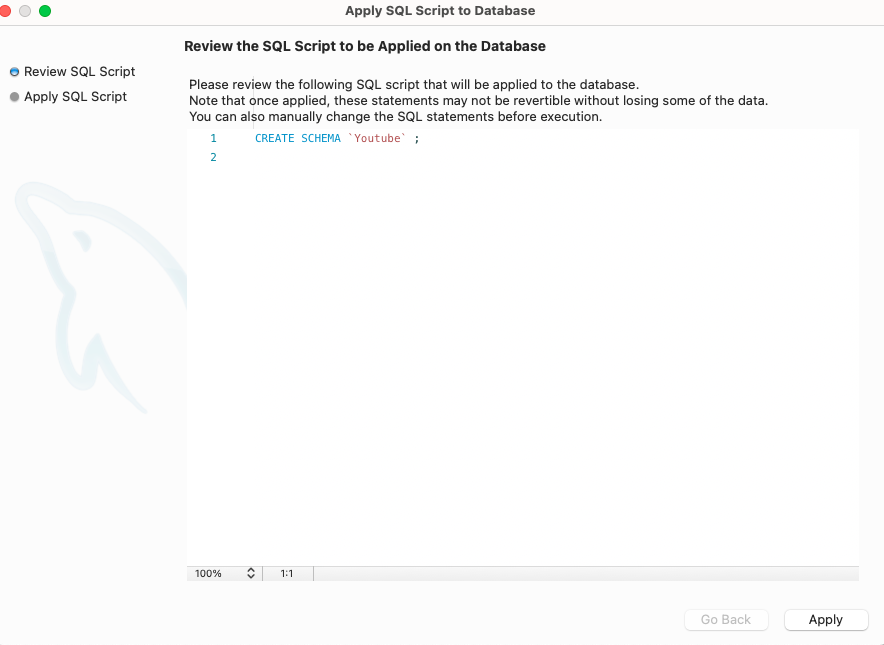 Apply SQL Script to Database
Review the SQL Script to be Applied on the Database
Review SQL Script
Apply SQL Script
Please review the following SQL script that will be applied to the database.
Note that once applied, these statements may not be revertible without losing some of the data.
You can also manually change the SQL statements before execution.
1 CREATE SCHEMA `Youtube` ;
2
100% 1:1
Go Back Apply